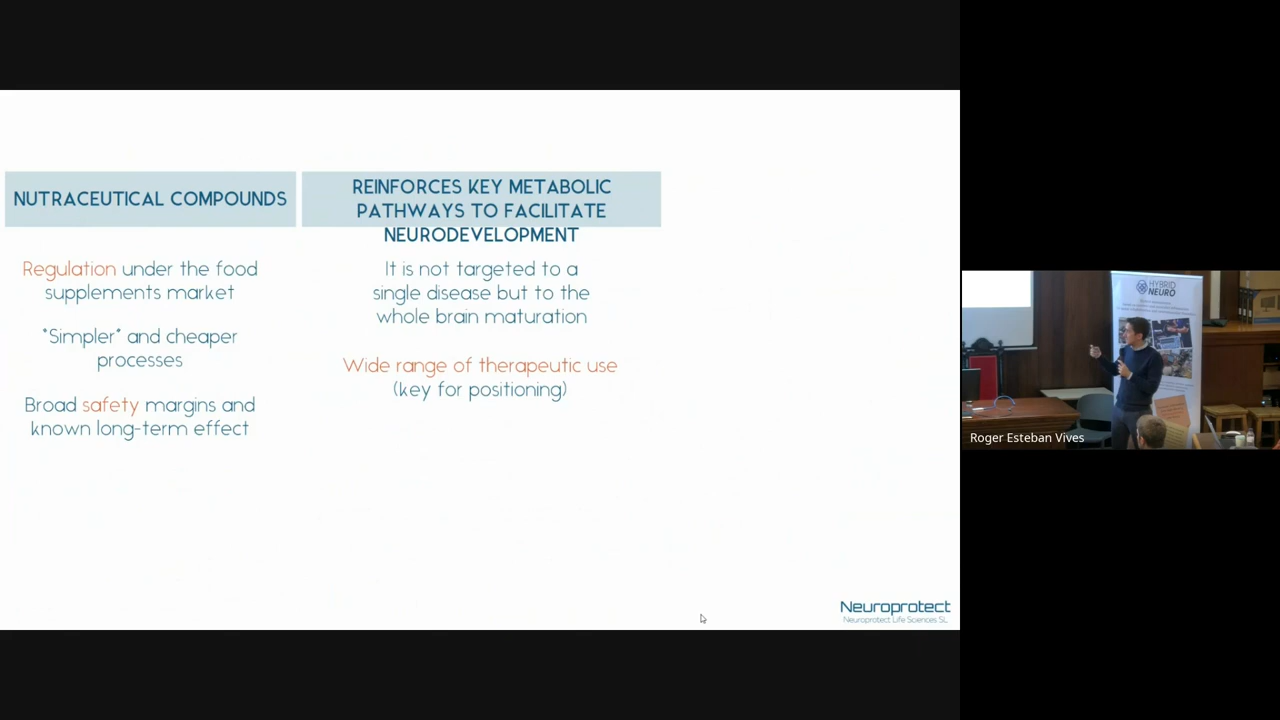 NUTRACEUTICAL COMPOUNDS
Regulation under the food
supplements market
"Simpler" and cheaper
processes
Broad safety margins and
known long-term effect
REINFORCES KEY METABOLIC
PATHWAYS TO FACILITATE
NEURODEVELOPMENT
It is not targeted to a
single disease but to the
whole brain maturation
Wide range of therapeutic use
(key for positioning)
Neuroprotect
Neuroprotect Life Sciences SL
HYBRID
NEURO
Roger Esteban Vives